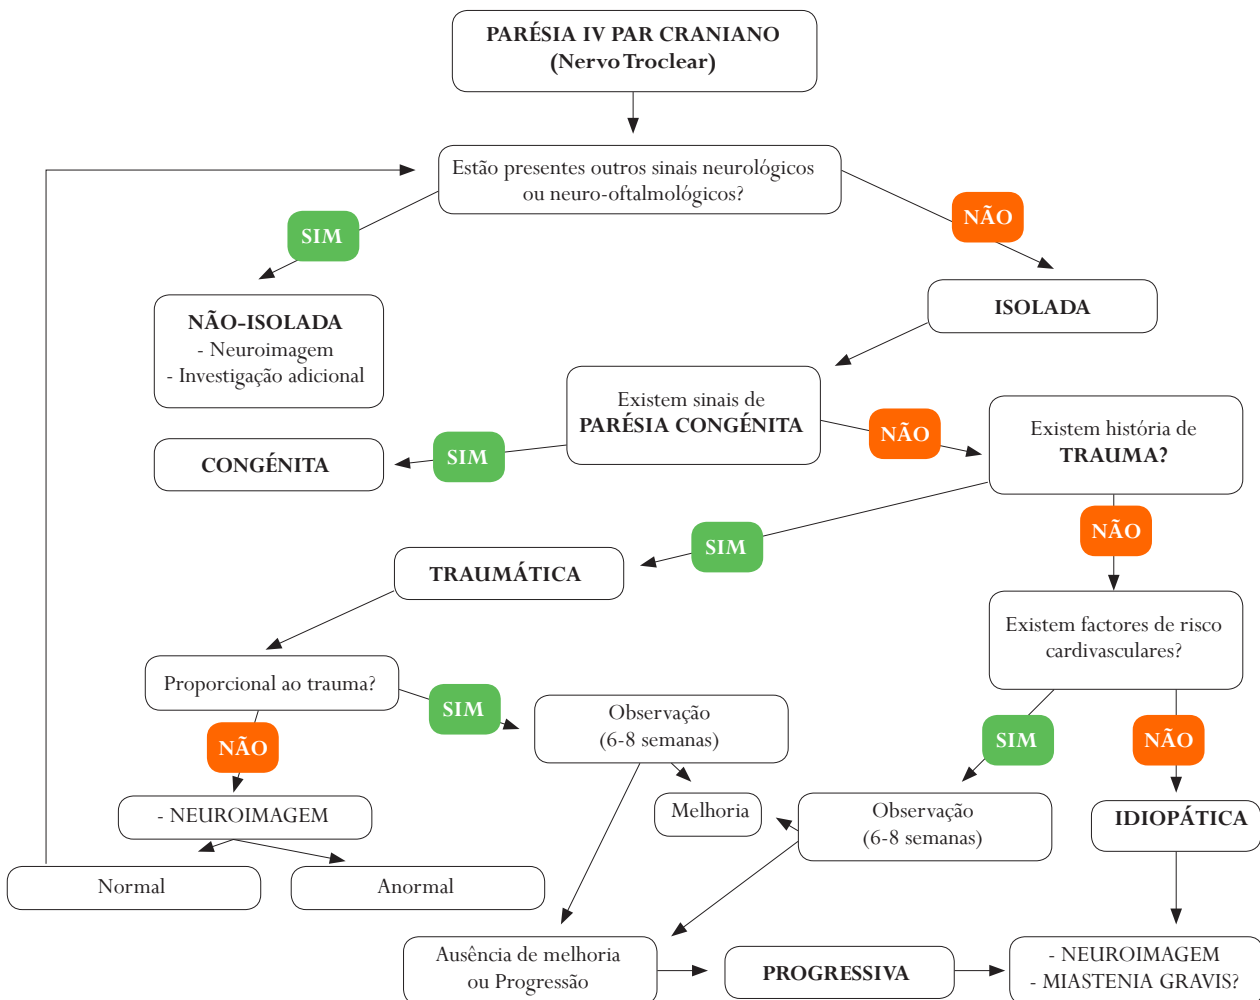 PARÉSIA IV PAR CRANIANO
(Nervo Troclear)
Estão presentes outros sinais neurológicos
ou neuro-oftalmológicos?
SIM
NÃO
NÃO-ISOLADA
- Neuroimagem
- Investigação adicional
ISOLADA
Existem sinais de
PARÉSIA CONGÉNITA
SIM
NÃO
CONGÉNITA
Existem história de
TRAUMA?
SIM
NÃO
TRAUMÁTICA
Existem factores de risco
cardivasculares?
Proporcional ao trauma?
SIM
NÃO
Observação
(6-8 semanas)
SIM
NÃO
- NEUROIMAGEM
Melhoria
Observação
(6-8 semanas)
IDIOPÁTICA
Normal
Anormal
Ausência de melhoria
ou Progressão
PROGRESSIVA
- NEUROIMAGEM
- MIASTENIA GRAVIS?